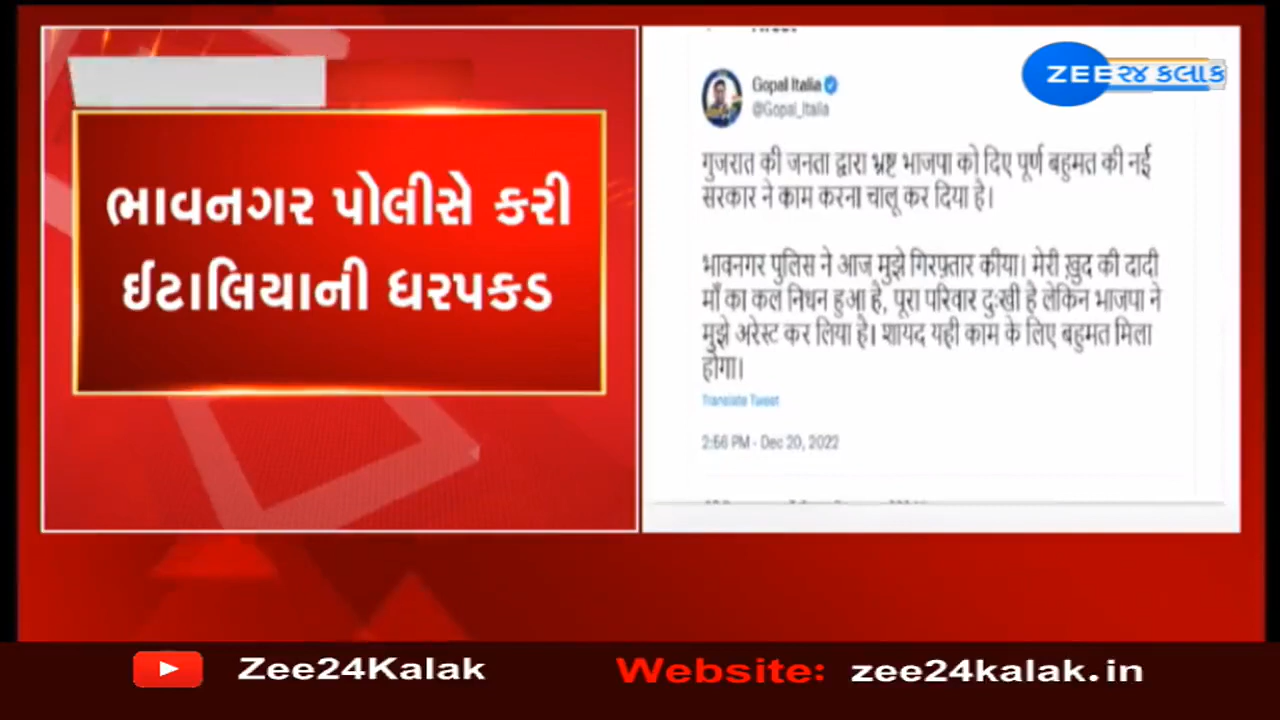 ભાવનગર પોલીસે કરી
ઈટાલિયાની ધરપકડ
ZEE ૨૪ કલાક
Gopal Italia
@Gopal_Italia
गुजरात की जनता द्वारा भ्रष्ट भाजपा को दिए पूर्ण बहुमत की नई
सरकार ने काम करना चालू कर दिया है।
भावनगर पुलिस ने आज मुझे गिरफ़्तार कीया। मेरी ख़ुद की दादी
माँ का कल निधन हुआ है, पूरा परिवार दुःखी है लेकिन भाजपा ने
मुझे अरेस्ट कर लिया है। शायद यही काम के लिए बहुमत मिला
होगा।
Translate Tweet
2:56 PM - Dec 20, 2022
Zee24Kalak
Website: zee24kalak.in